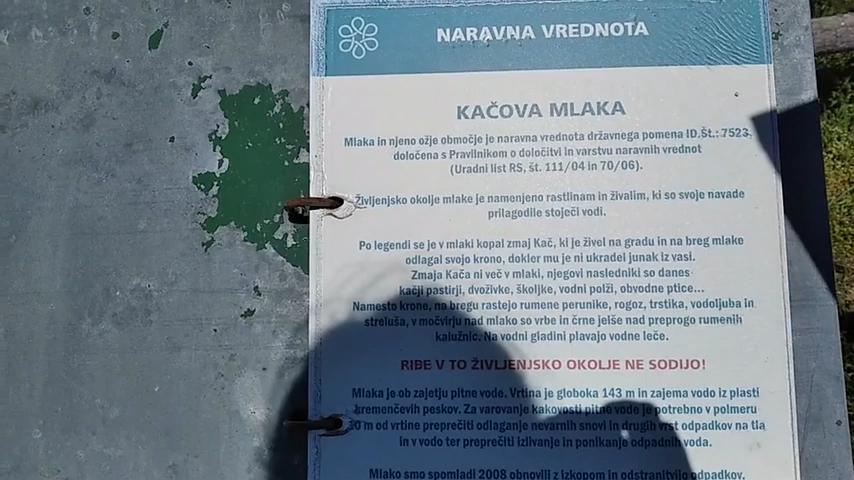 NARAVNA VREDNOTA
KAČOVA MLAKA
Mlaka in njeno ožje območje je naravna vrednota državnega pomena ID.Št.: 7523,
določena s Pravilnikom o določitvi in varstvu naravnih vrednot
(Uradni list RS, št. 111/04 in 70/06).
Življenjsko okolje mlake je namenjeno rastlinam in živalim, ki so svoje navade
prilagodile stoječi vodi.
Po legendi se je v mlaki kopal zmaj Kač, ki je živel na gradu in na breg mlake
odlagal svojo krono, dokler mu je ni ukradel junak iz vasi.
Zmaja Kača ni več v mlaki, njegovi nasledniki so danes
kačji pastirji, dvoživke, školjke, vodni polži, obvodne ptice...
Namesto krone, na bregu rastejo rumene perunike, rogoz, trstika, vodoljuba in
streluša, v močvirju nad mlako so vrbe in črne jelše nad preprogo rumenih
kalužnic. Na vodni gladini plavajo vodne leče.
RIBE V TO ŽIVLJENJSKO OKOLJE NE SODIJO!
Mlaka je ob zajetju pitne vode. Vrtina je globoka 143 m in zajema vodo iz plasti
kremenčevih peskov. Za varovanje kakovosti pitne vode je potrebno v polmeru
10 m od vrtine preprečiti odlaganje nevarnih snovi in drugih vrst odpadkov na tla
in v vodo ter preprečiti izlivanje in ponikanje odpadnih voda.
Mlako smo spomladi 2008 obnovili z izkopom in odstranitvijo odpadkov.